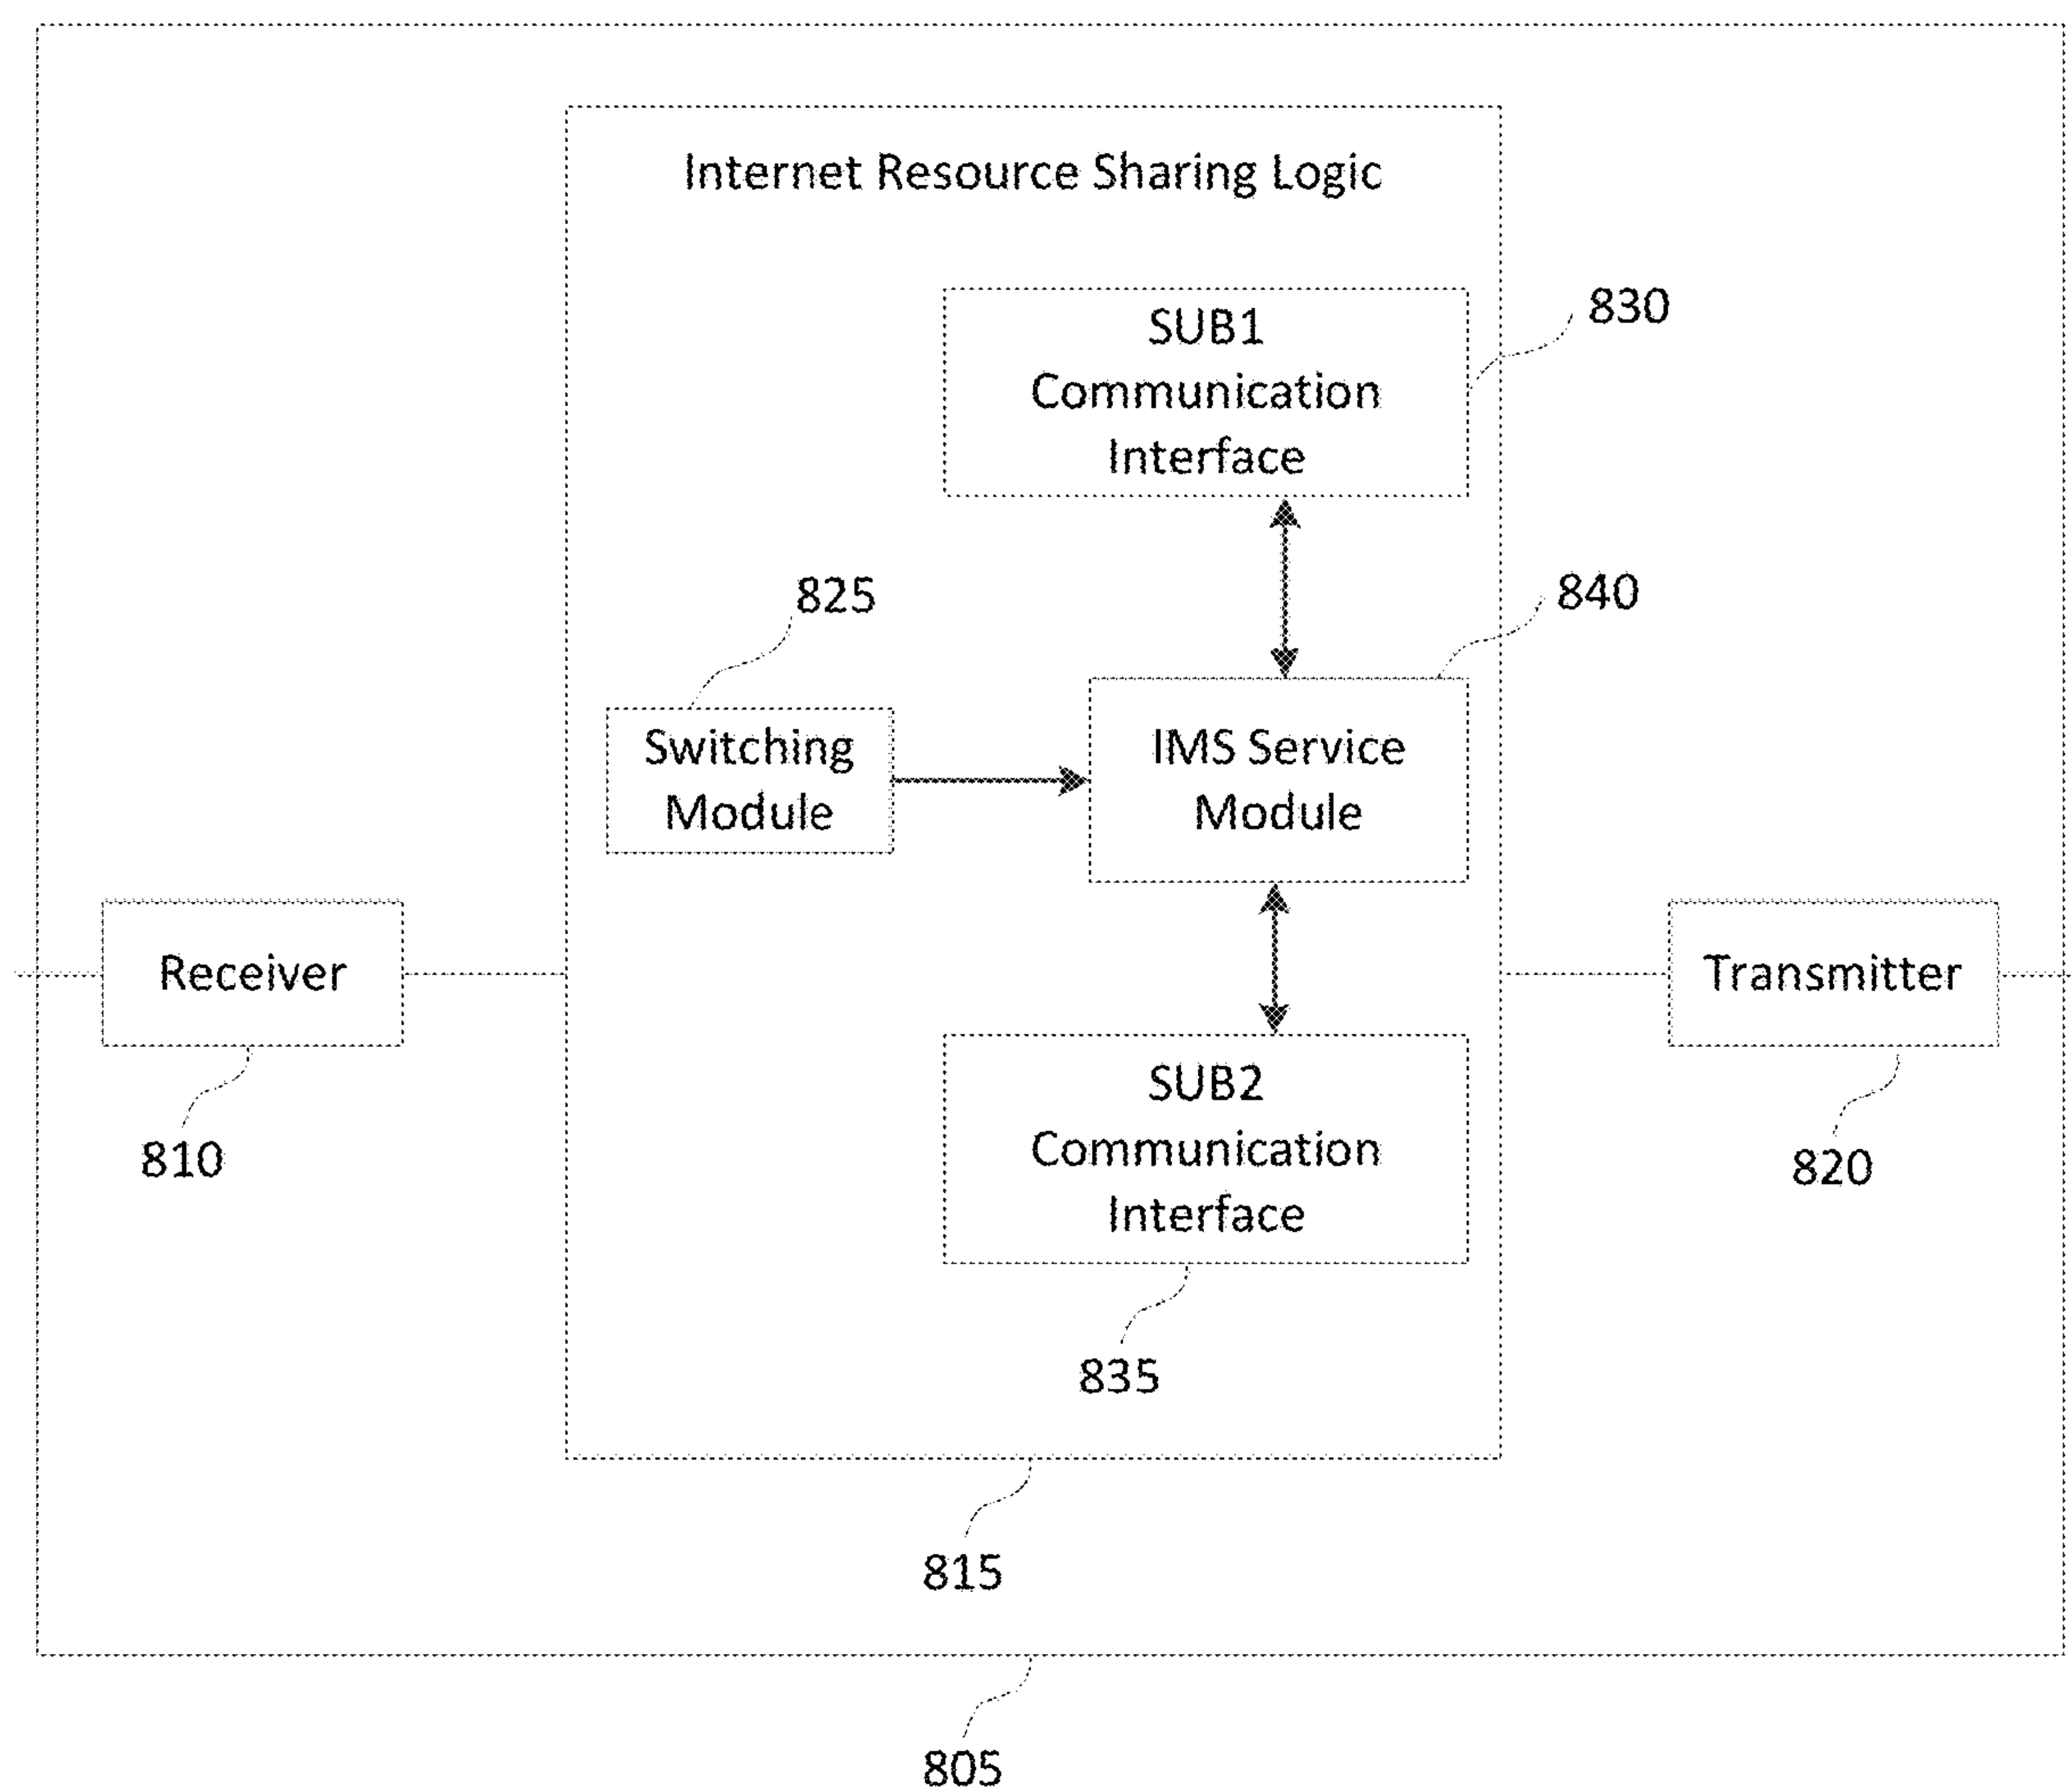 Internet Resource Sharing Logic
SUB1
Communication
Interface
830
825
840
Switching
Module
IMS Service
Module
Receiver
810
Transmitter
820
SUB2
Communication
Interface
835
815
805